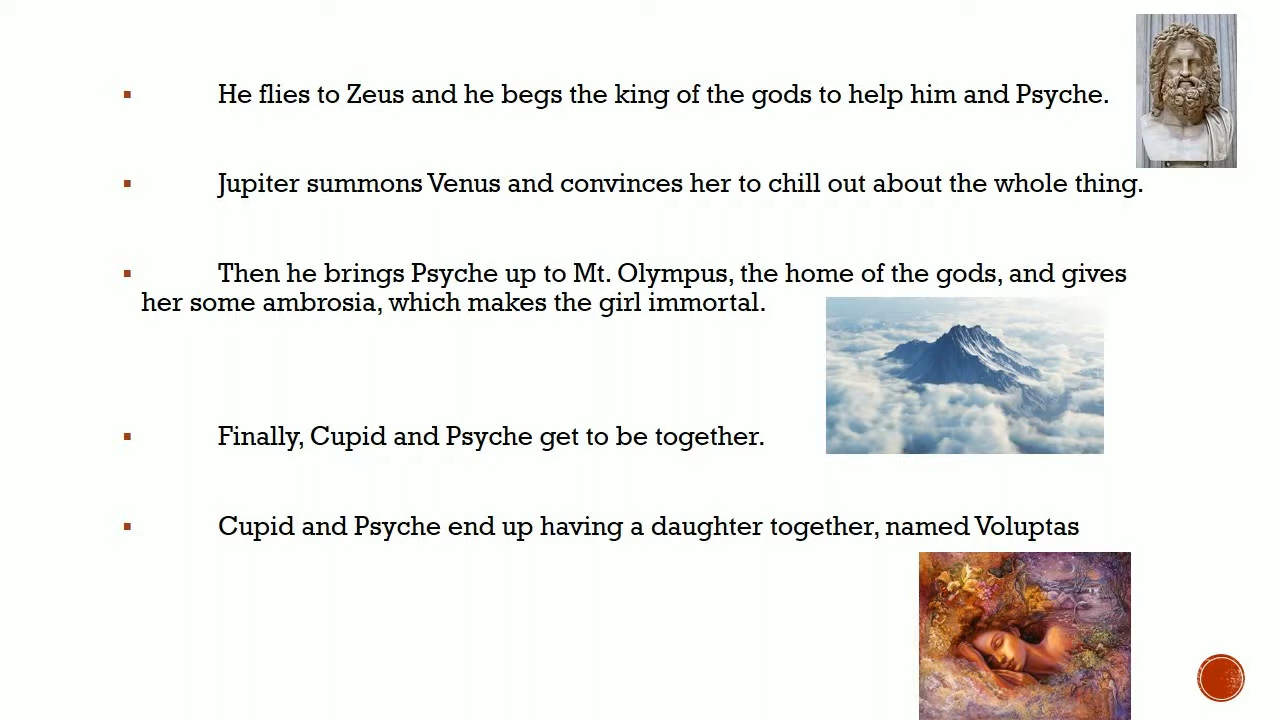 He flies to Zeus and he begs the king of the gods to help him and Psyche.
Jupiter summons Venus and convinces her to chill out about the whole thing.
Then he brings Psyche up to Mt. Olympus, the home of the gods, and gives
her some ambrosia, which makes the girl immortal.
Finally, Cupid and Psyche get to be together.
Cupid and Psyche end up having a daughter together, named Voluptas